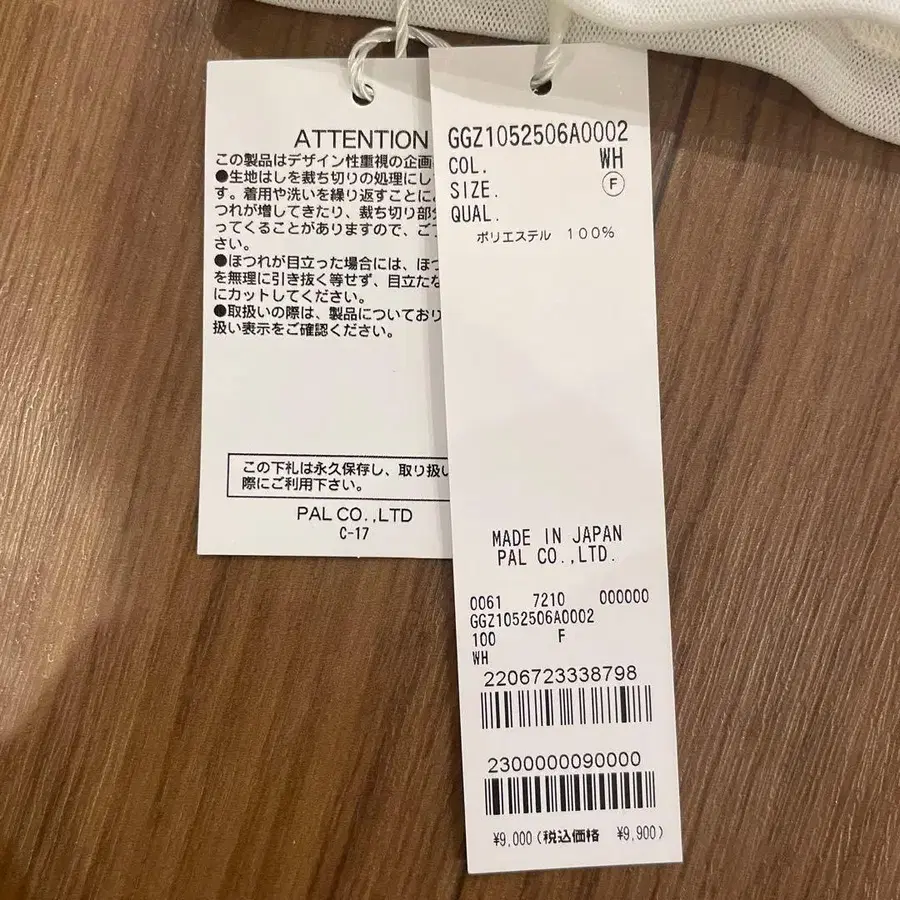 ATTENTION
この製品はデザイン性重視の企画
●生地はしを裁ち切りの処理にし
す。着用や洗いを繰り返すことに
つれが増してきたり、裁ち切り部
ってくることがありますので、ご
さい。
●ほつれが目立った場合には、ほつ
を無理に引き抜く等せず、目立たな
にカットしてください。
●取扱いの際は、製品についており
扱い表示をご確認ください。
この下札は永久保存し、取り扱い
際にご利用下さい。
PAL CO.,LTD
C-17
GGZ1052506A0002
COL. WH
SIZE. F
QUAL.
ポリエステル 100%
MADE IN JAPAN
PAL CO.,LTD.
0061 7210 000000
GGZ1052506A0002
100 F
WH
2206723338798
2300000090000
¥9,000(税込価格 ¥9,900)